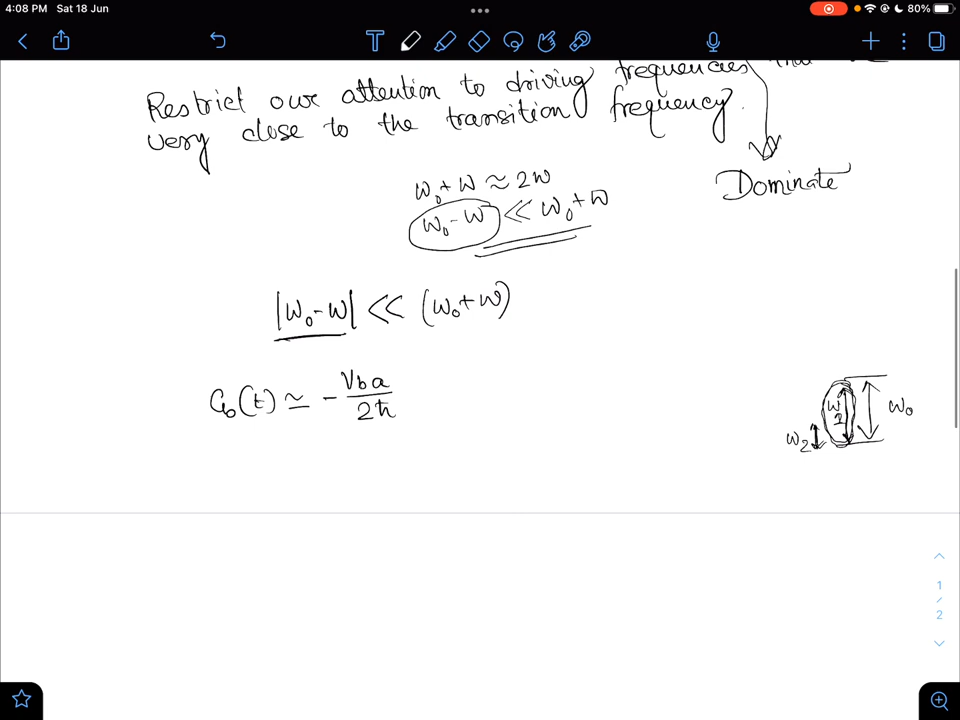 4:08 PM Sat 18 Jun
80%
Restrict our attention to driving frequencies
very close to the transition frequency.
Dominate
ω₀+ω ≈ 2ω
ω₀-ω << ω₀+ω
|ω₀-ω| << (ω₀+ω)
C_b(t) ≃ - V_ba / 2ħ
ω₁
ω₀
ω₂
1
/
2